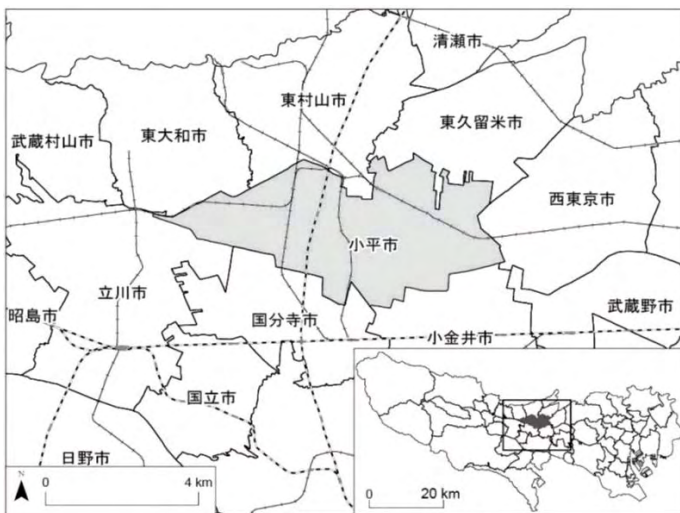 清瀬市
東村山市
東久留米市
武蔵村山市
東大和市
西東京市
小平市
立川市
昭島市
国分寺市
武蔵野市
小金井市
国立市
日野市
N
0 4 km
0 20 km